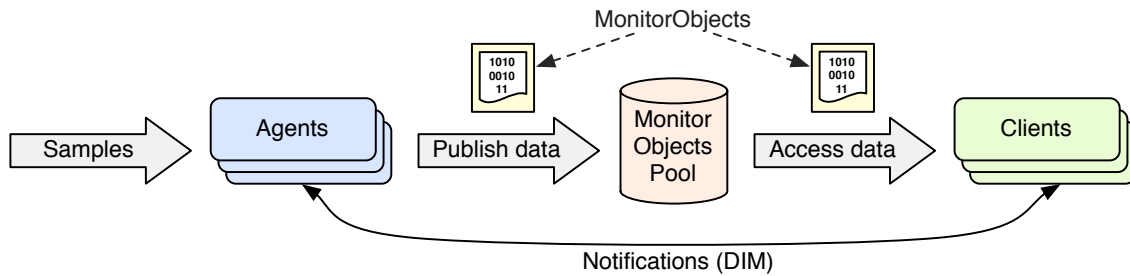 MonitorObjects
1010
0010
11
1010
0010
11
Samples
Agents
Publish data
Monitor
Objects
Pool
Access data
Clients
Notifications (DIM)